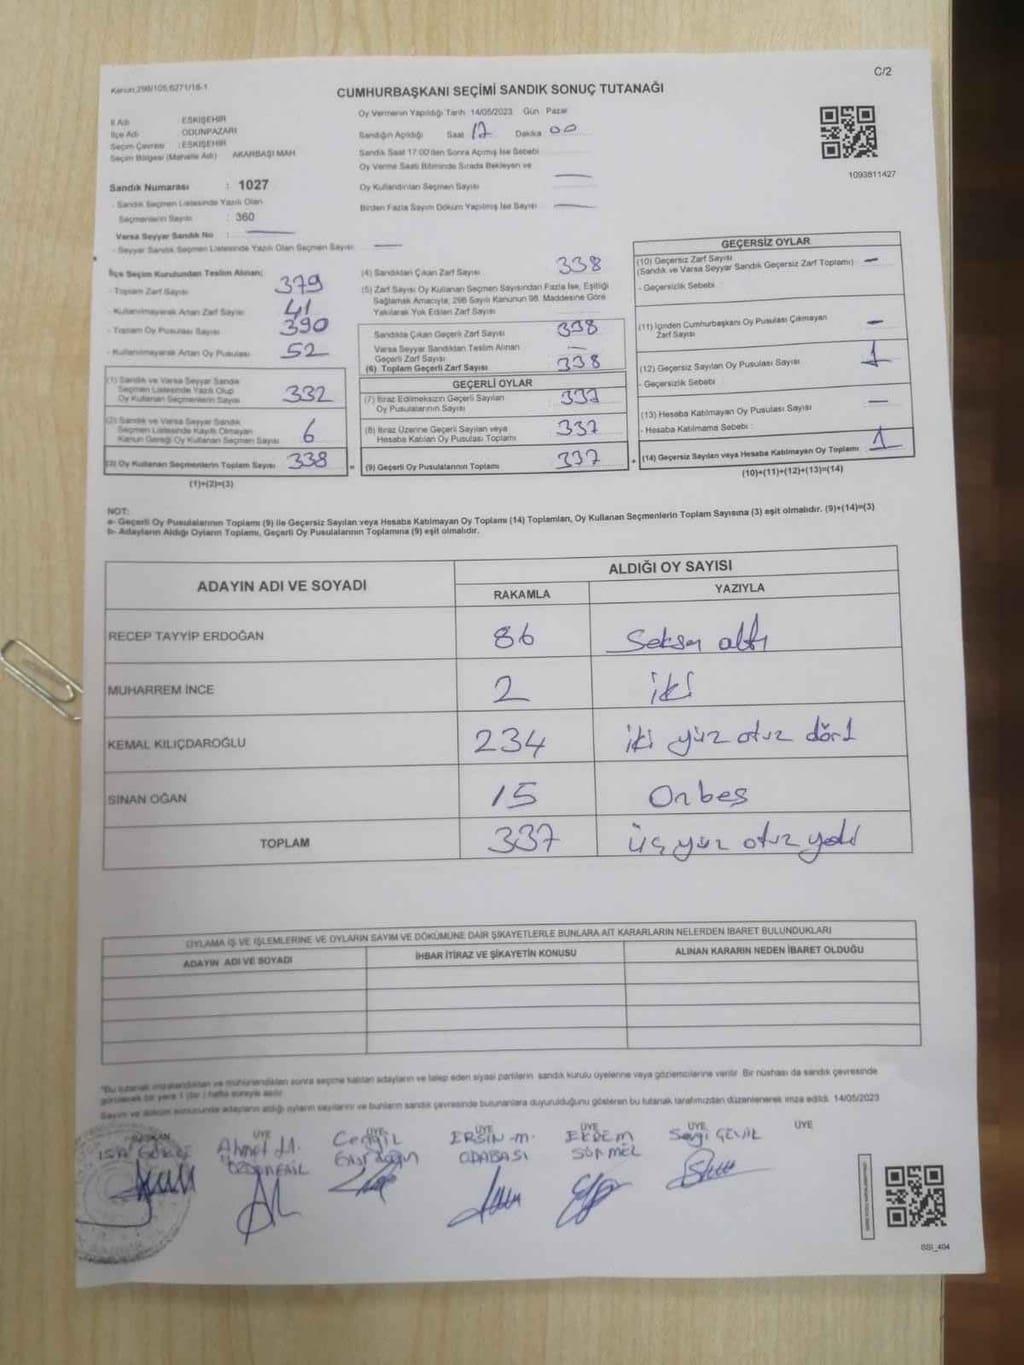 C/2
Kanun,298/105,6271/18-1
CUMHURBAŞKANI SEÇİMİ SANDIK SONUÇ TUTANAĞI
İl Adı : ESKİŞEHİR
İlçe Adı : ODUNPAZARI
Seçim Çevresi : ESKİŞEHİR
Seçim Bölgesi (Mahalle Adı) : AKARBAŞI MAH.
Sandık Numarası : 1027
- Sandık Seçmen Listesinde Yazılı Olan
Seçmenlerin Sayısı : 360
Varsa Seyyar Sandık No :
- Seyyar Sandık Seçmen Listesinde Yazılı Olan Seçmen Sayısı
Oy Vermenin Yapıldığı Tarih 14/05/2023 Gün Pazar
Sandığın Açıldığı Saat 17 Dakika 00
Sandık Saat 17:00'den Sonra Açılmış İse Sebebi
Oy Verme Saati Bitiminde Sırada Bekleyen ve
Oy Kullandırılan Seçmen Sayısı
Birden Fazla Sayım Döküm Yapılmış İse Sayısı
1093811427
İlçe Seçim Kurulundan Teslim Alınan;
- Toplam Zarf Sayısı 379
- Kullanılmayarak Artan Zarf Sayısı 41
- Toplam Oy Pusulası Sayısı 390
- Kullanılmayarak Artan Oy Pusulası 52
(1) Sandık ve Varsa Seyyar Sandık
Seçmen Listesinde Yazılı Olup
Oy Kullanan Seçmenlerin Sayısı 332
(2) Sandık ve Varsa Seyyar Sandık
Seçmen Listesinde Kayıtlı Olmayan
Kanun Gereği Oy Kullanan Seçmen Sayısı 6
(3) Oy Kullanan Seçmenlerin Toplam Sayısı 338
=
(1)+(2)=(3)
(4) Sandıktan Çıkan Zarf Sayısı 338
(5) Zarf Sayısı Oy Kullanan Seçmen Sayısından Fazla İse, Eşitliği
Sağlamak Amacıyla, 298 Sayılı Kanunun 98. Maddesine Göre
Yakılarak Yok Edilen Zarf Sayısı
Sandıkta Çıkan Geçerli Zarf Sayısı 338
Varsa Seyyar Sandıktan Teslim Alınan
Geçerli Zarf Sayısı
(6) Toplam Geçerli Zarf Sayısı 338
GEÇERLİ OYLAR
(7) İtiraz Edilmeksizin Geçerli Sayılan
Oy Pusulalarının Sayısı 337
(8) İtiraz Üzerine Geçerli Sayılan veya
Hesaba Katılan Oy Pusulası Toplamı 337
(9) Geçerli Oy Pusulalarının Toplamı 337
+
GEÇERSİZ OYLAR
(10) Geçersiz Zarf Sayısı
(Sandık ve Varsa Seyyar Sandık Geçersiz Zarf Toplamı)
- Geçersizlik Sebebi
(11) İçinden Cumhurbaşkanı Oy Pusulası Çıkmayan
Zarf Sayısı
(12) Geçersiz Sayılan Oy Pusulası Sayısı 1
- Geçersizlik Sebebi
(13) Hesaba Katılmayan Oy Pusulası Sayısı
- Hesaba Katılmama Sebebi :
(14) Geçersiz Sayılan veya Hesaba Katılmayan Oy Toplamı 1
(10)+(11)+(12)+(13)=(14)
NOT:
a- Geçerli Oy Pusulalarının Toplamı (9) ile Geçersiz Sayılan veya Hesaba Katılmayan Oy Toplamı (14) Toplamları, Oy Kullanan Seçmenlerin Toplam Sayısına (3) eşit olmalıdır. (9)+(14)=(3)
b- Adayların Aldığı Oyların Toplamı, Geçerli Oy Pusulalarının Toplamına (9) eşit olmalıdır.
ADAYIN ADI VE SOYADI ALDIĞI OY SAYISI
RAKAMLA YAZIYLA
RECEP TAYYİP ERDOĞAN 86 Seksen altı
MUHARREM İNCE 2 iki
KEMAL KILIÇDAROĞLU 234 iki yüz otuz dört
SİNAN OĞAN 15 Onbeş
TOPLAM 337 üç yüz otuz yedi
OYLAMA İŞ VE İŞLEMLERİNE VE OYLARIN SAYIM VE DÖKÜMÜNE DAİR ŞİKAYETLERLE BUNLARA AİT KARARLARIN NELERDEN İBARET BULUNDUKLARI
ADAYIN ADI VE SOYADI İHBAR İTİRAZ VE ŞİKAYETİN KONUSU ALINAN KARARIN NEDEN İBARET OLDUĞU
"Bu tutanak imzalandıktan ve mühürlendikten sonra seçime katılan adayların ve talep eden siyasi partilerin sandık kurulu üyelerine veya gözlemcilerine verilir. Bir nüshası da sandık çevresinde
görülecek bir yere 1 (bir) hafta süreyle asılır.
Sayım ve döküm sonucunda adayların aldığı oyların sayılarını ve bunların sandık çevresinde bulunanlara duyurulduğunu gösteren bu tutanak tarafımızdan düzenlenerek imza edildi. 14/05/2023
BAŞKAN ÜYE ÜYE ÜYE ÜYE ÜYE ÜYE
Ahmet Cengiz ERSİN M. EKREM Sevgi
ODABAŞI SÖNMEZ
SSI_404